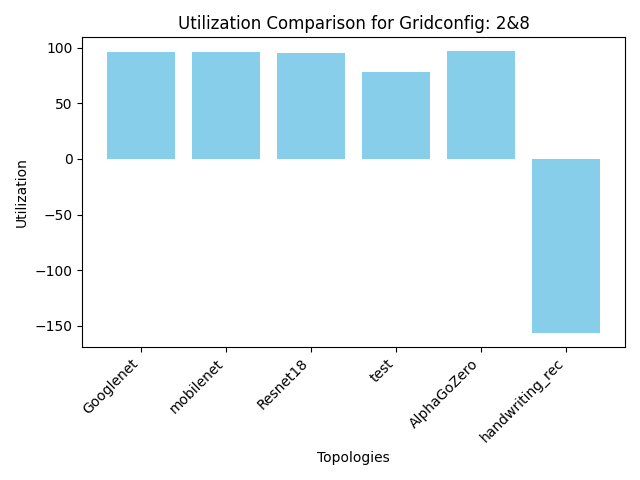 Utilization Comparison for Gridconfig: 2&8
100
50
0
−50
−100
−150
Utilization
Googlenet
mobilenet
Resnet18
test
AlphaGoZero
handwriting_rec
Topologies